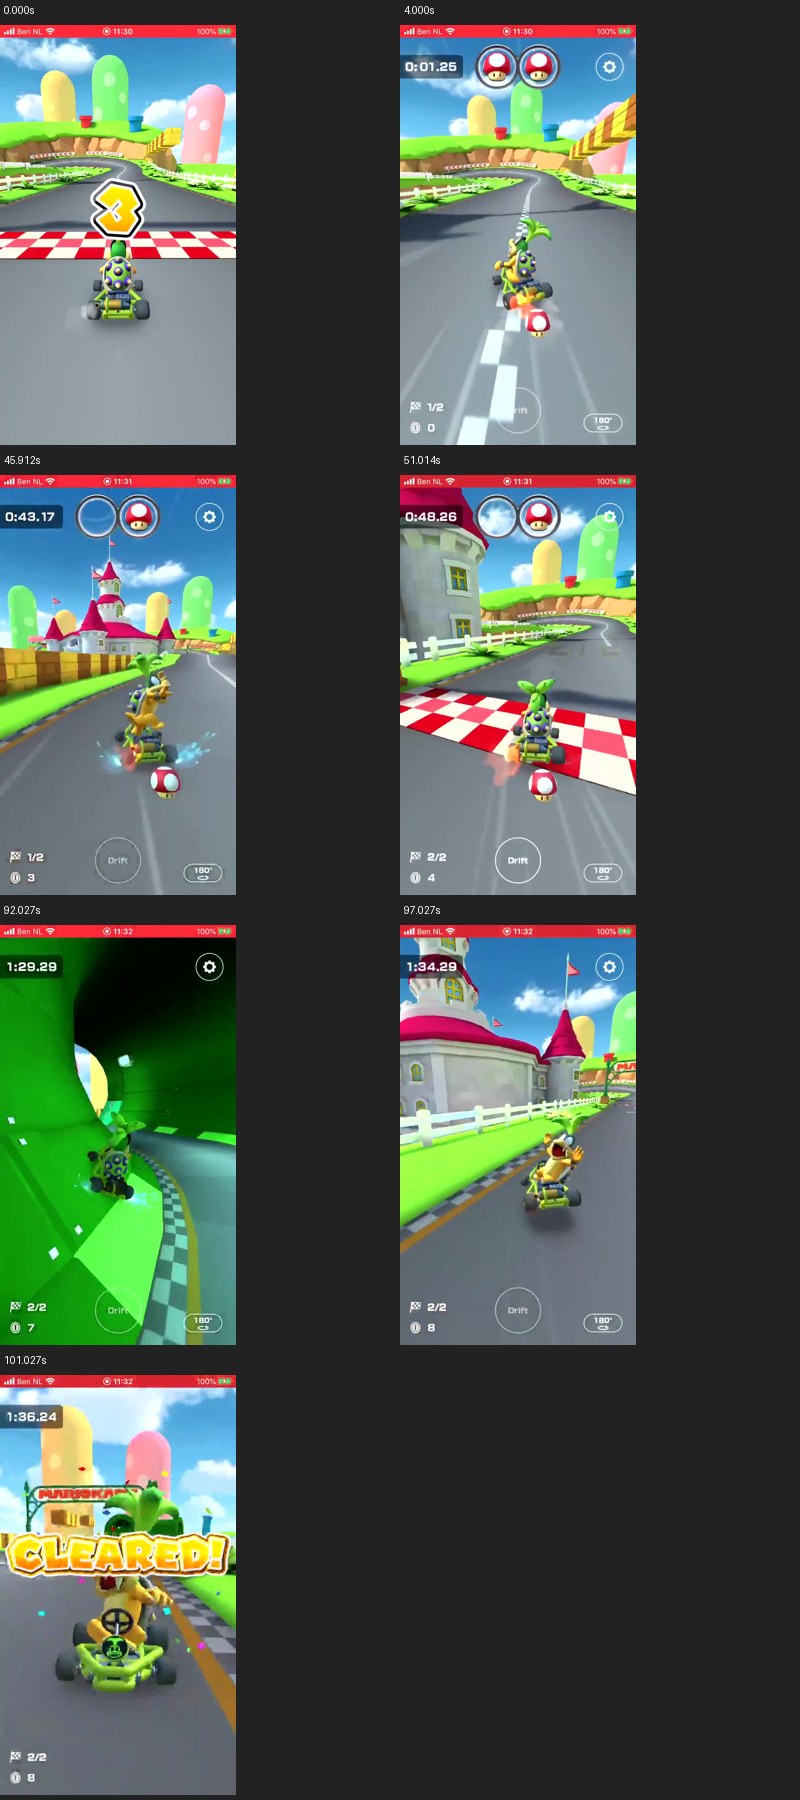 0.000s
Ben NL 11:30 100%
3
4.000s
Ben NL 11:30 100%
0:01.25
1/2
0
180°
45.912s
Ben NL 11:31 100%
0:43.17
1/2
3
Drift
180°
51.014s
Ben NL 11:31 100%
0:48.26
2/2
4
Drift
180°
92.027s
Ben NL 11:32 100%
1:29.29
2/2
7
Drift
180°
97.027s
Ben NL 11:32 100%
1:34.29
2/2
8
Drift
180°
101.027s
Ben NL 11:32 100%
1:36.24
MARIOKART
CLEARED!
2/2
8